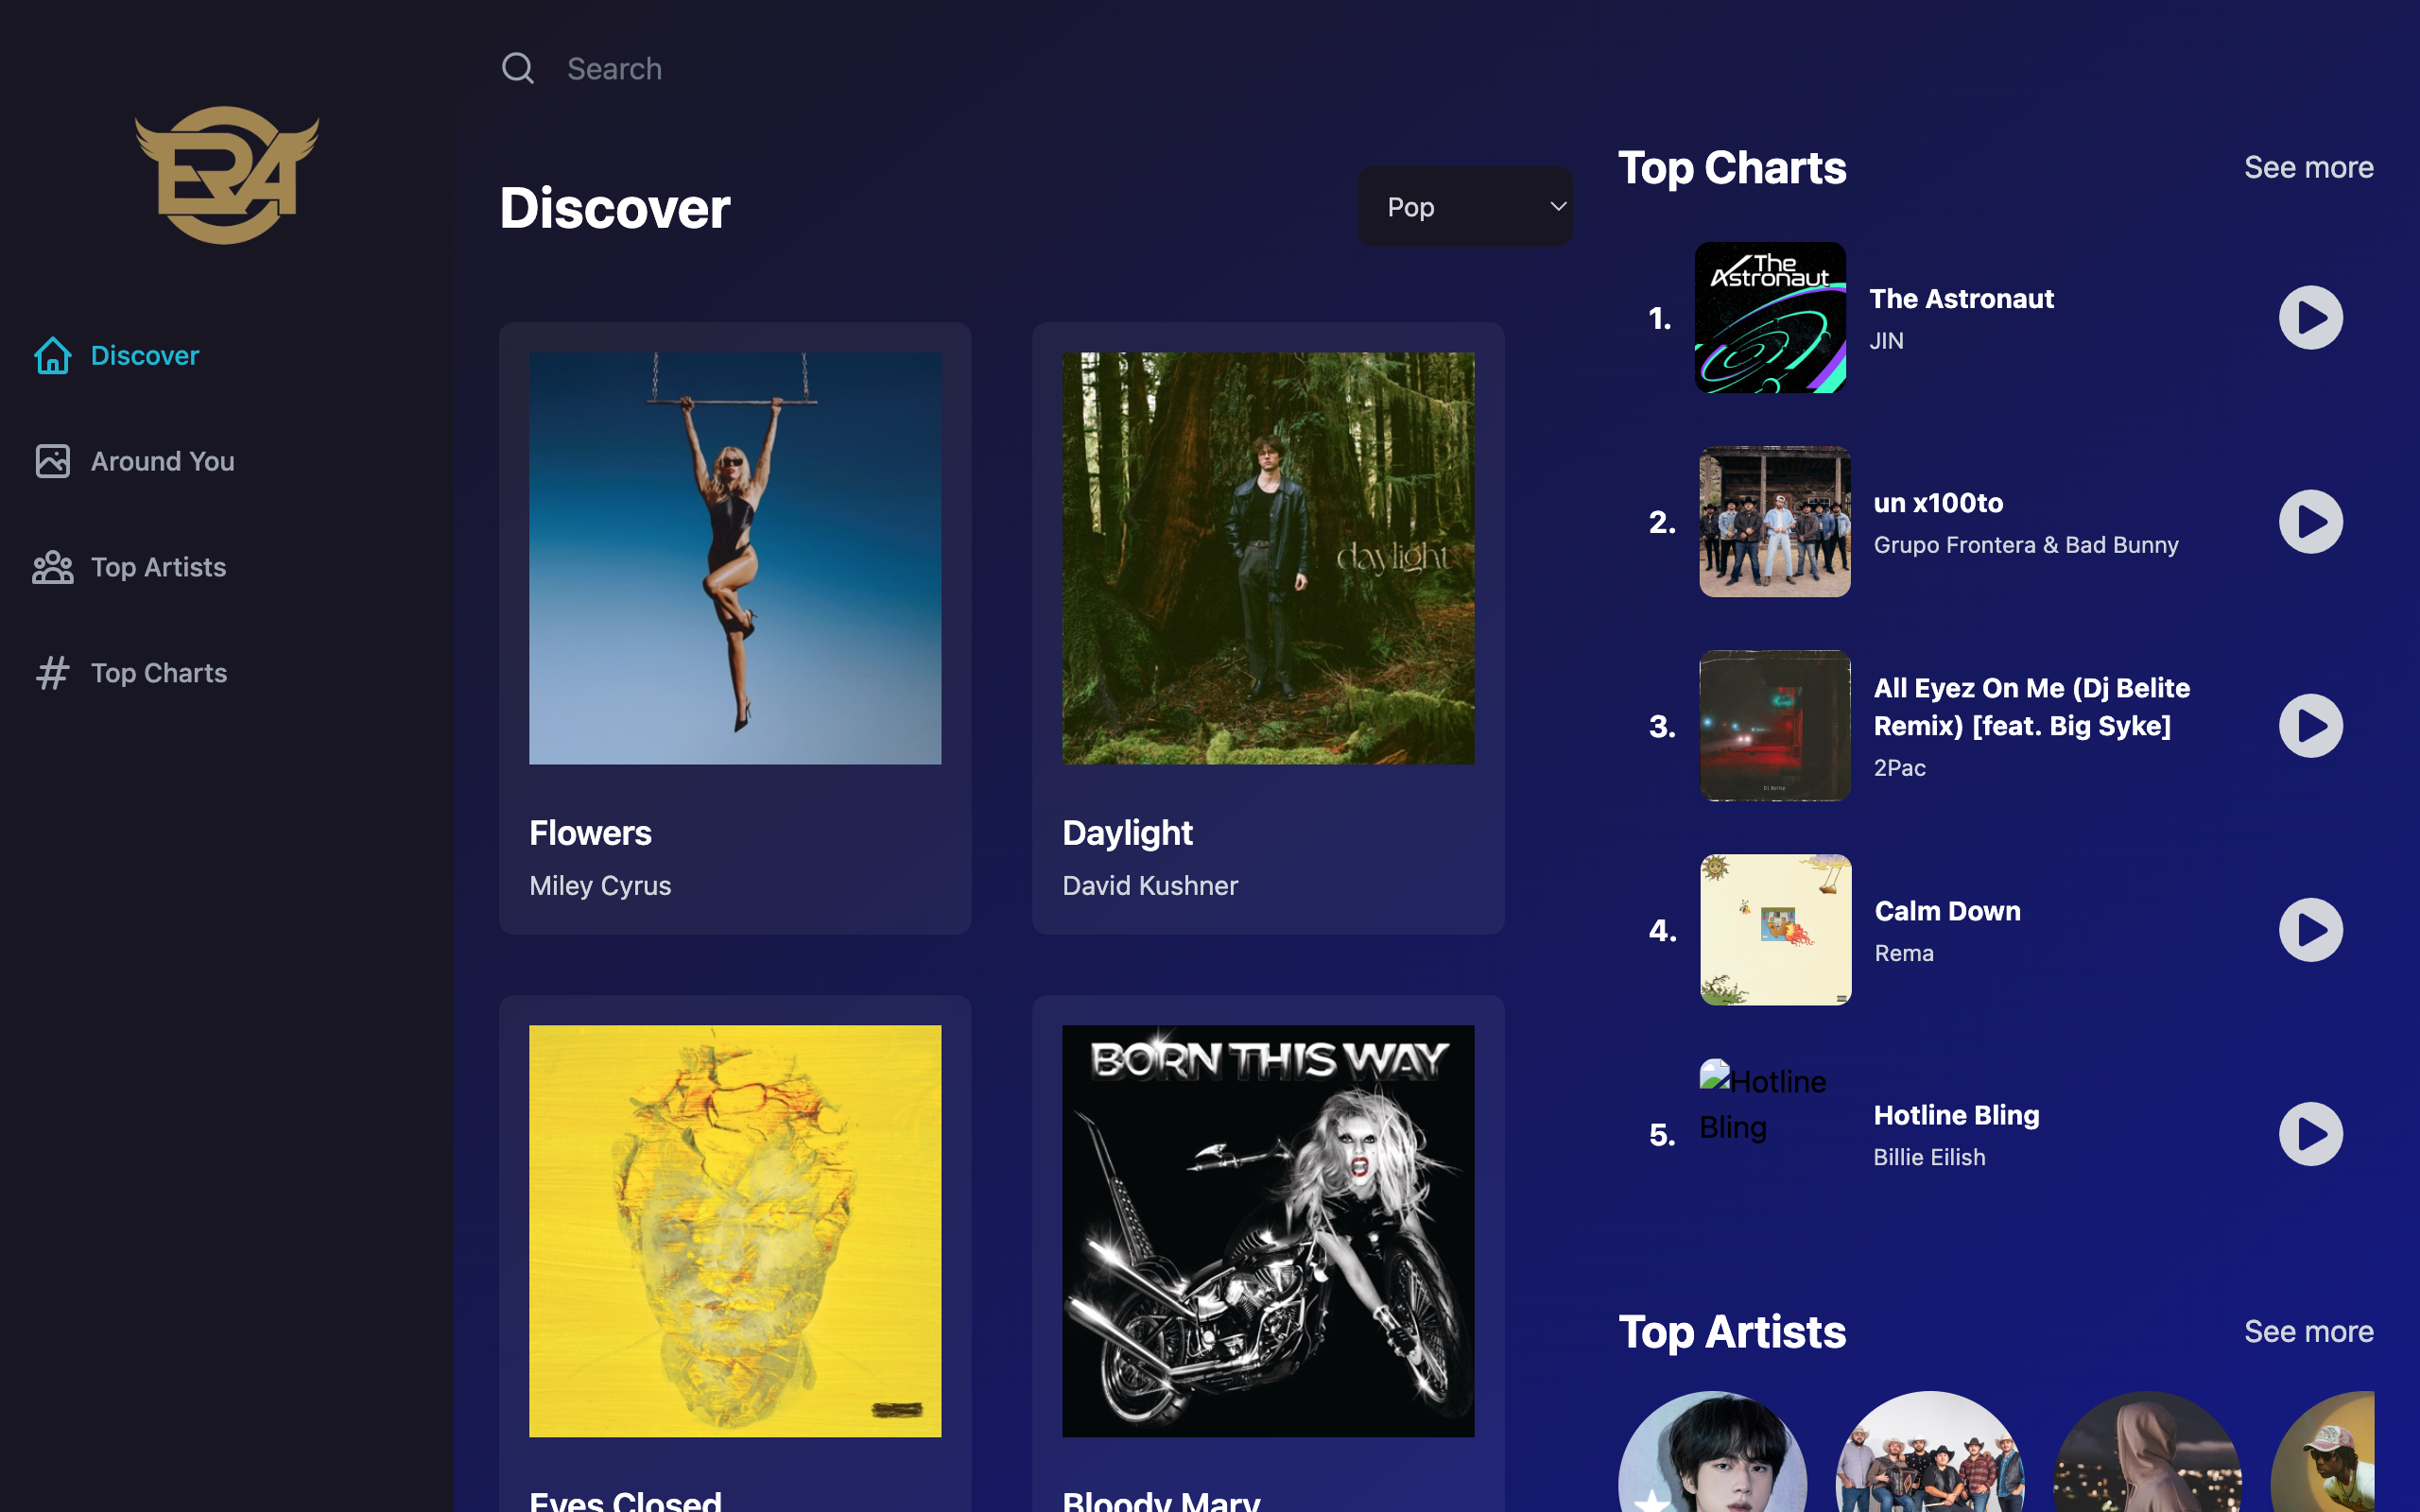 Search
ERA
Discover
Around You
Top Artists
Top Charts
Discover
Pop
daylight
Flowers
Miley Cyrus
Daylight
David Kushner
BORN THIS WAY
Eyes Closed
Bloody Mary
Top Charts
See more
1.
The
Astronaut
The Astronaut
JIN
2.
un x100to
Grupo Frontera & Bad Bunny
3.
Dj Belite
All Eyez On Me (Dj Belite
Remix) [feat. Big Syke]
2Pac
4.
Calm Down
Rema
5.
Hotline
Bling
Hotline Bling
Billie Eilish
Top Artists
See more